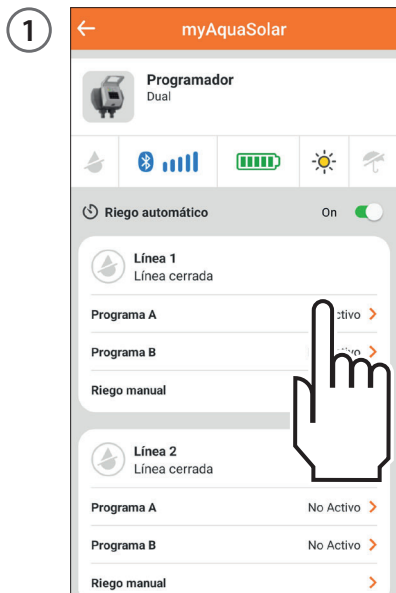 1
myAquaSolar
Programador
Dual
Riego automático On
Línea 1
Línea cerrada
Programa A
Programa B
Riego manual
Línea 2
Línea cerrada
Programa A No Activo
Programa B No Activo
Riego manual